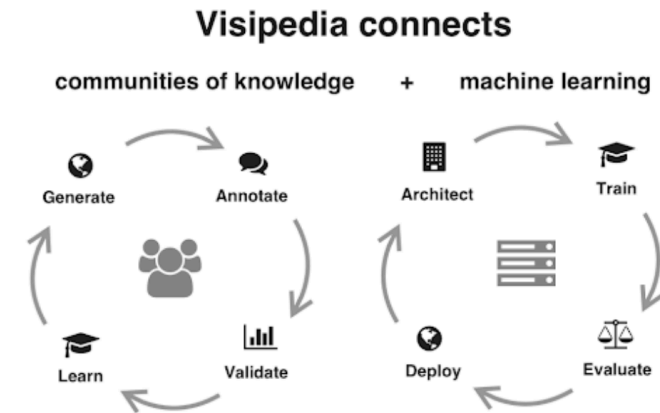 Visipedia connects
communities of knowledge + machine learning
Generate
Annotate
Architect
Train
Learn
Validate
Deploy
Evaluate